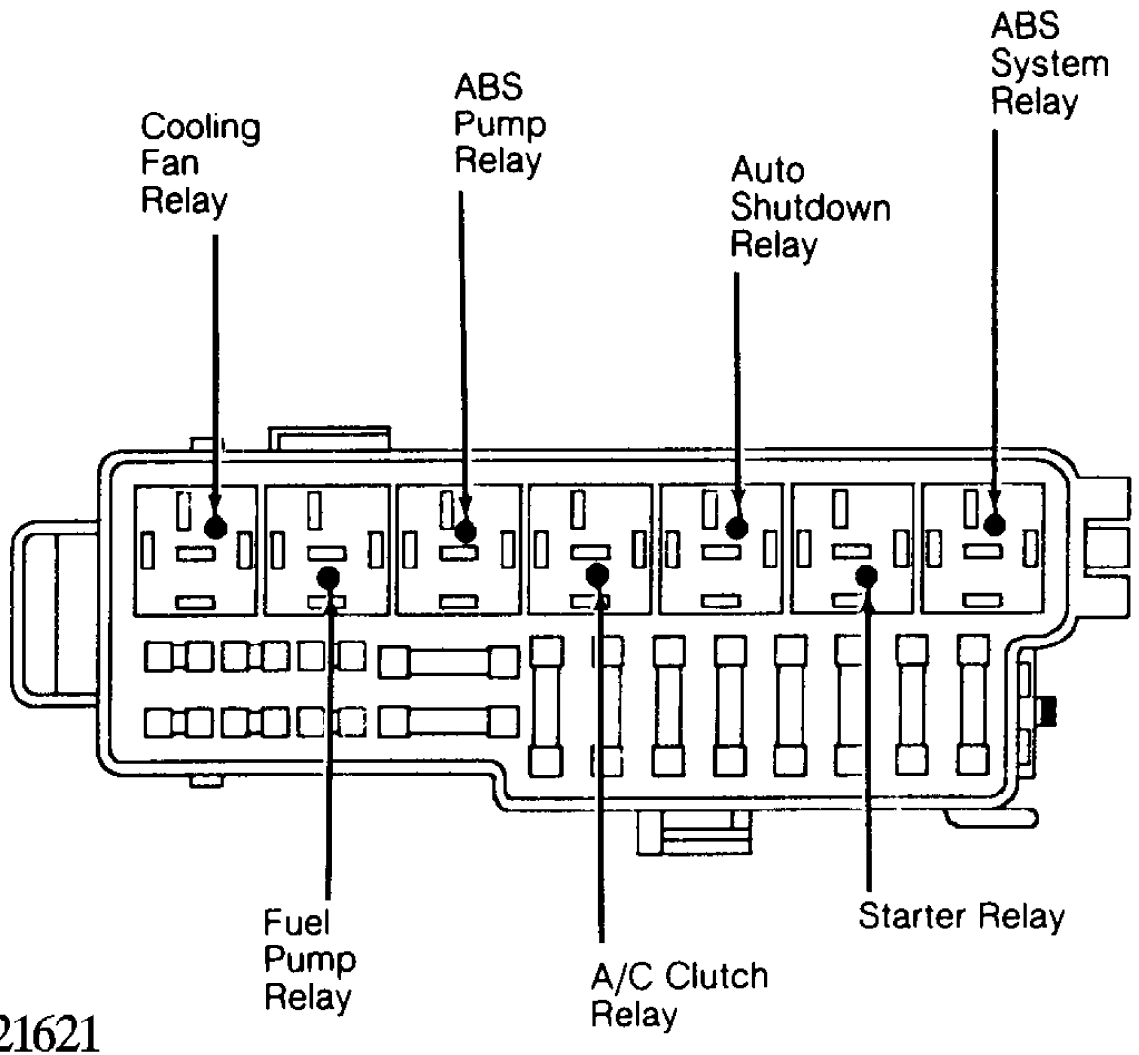 ABS
System
Relay
ABS
Pump
Relay
Cooling
Fan
Relay
Auto
Shutdown
Relay
Fuel
Pump
Relay
A/C Clutch
Relay
Starter Relay
21621